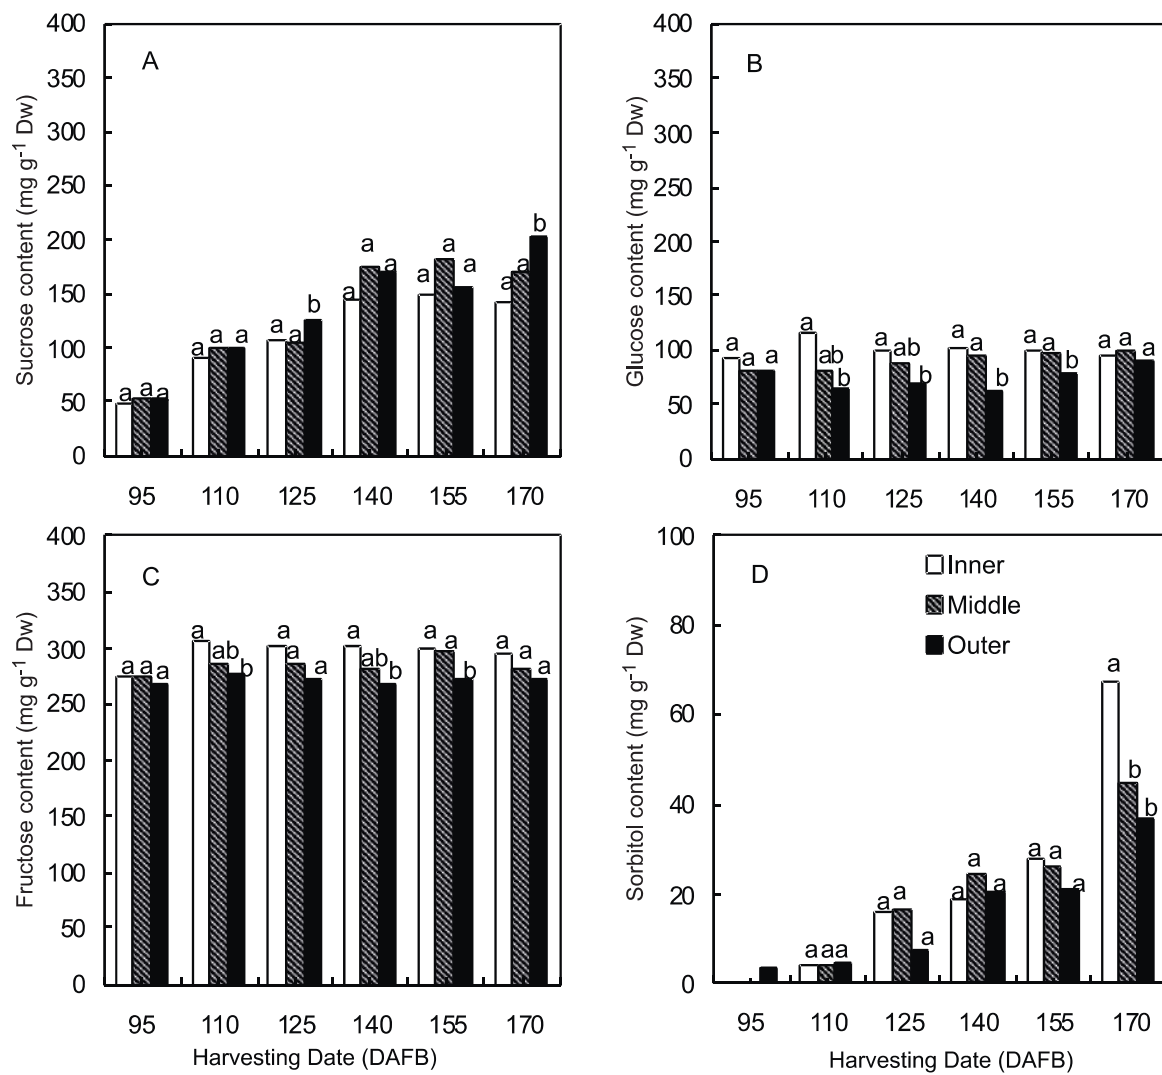 A
Sucrose content (mg g⁻¹ Dw)
400
350
300
250
200
150
100
50
0
a a a
a a a
a a b
a a a
a a a
a a b
95 110 125 140 155 170
B
Glucose content (mg g⁻¹ Dw)
400
350
300
250
200
150
100
50
0
a a a
a ab b
a ab b
a a b
a a b
a a a
95 110 125 140 155 170
C
Fructose content (mg g⁻¹ Dw)
400
350
300
250
200
150
100
50
0
a a a
a ab b
a a a
a ab b
a a b
a a a
95 110 125 140 155 170
Harvesting Date (DAFB)
D
Inner
Middle
Outer
Sorbitol content (mg g⁻¹ Dw)
100
80
60
40
20
0
a a a
a a a
a a a
a a a
a b b
95 110 125 140 155 170
Harvesting Date (DAFB)